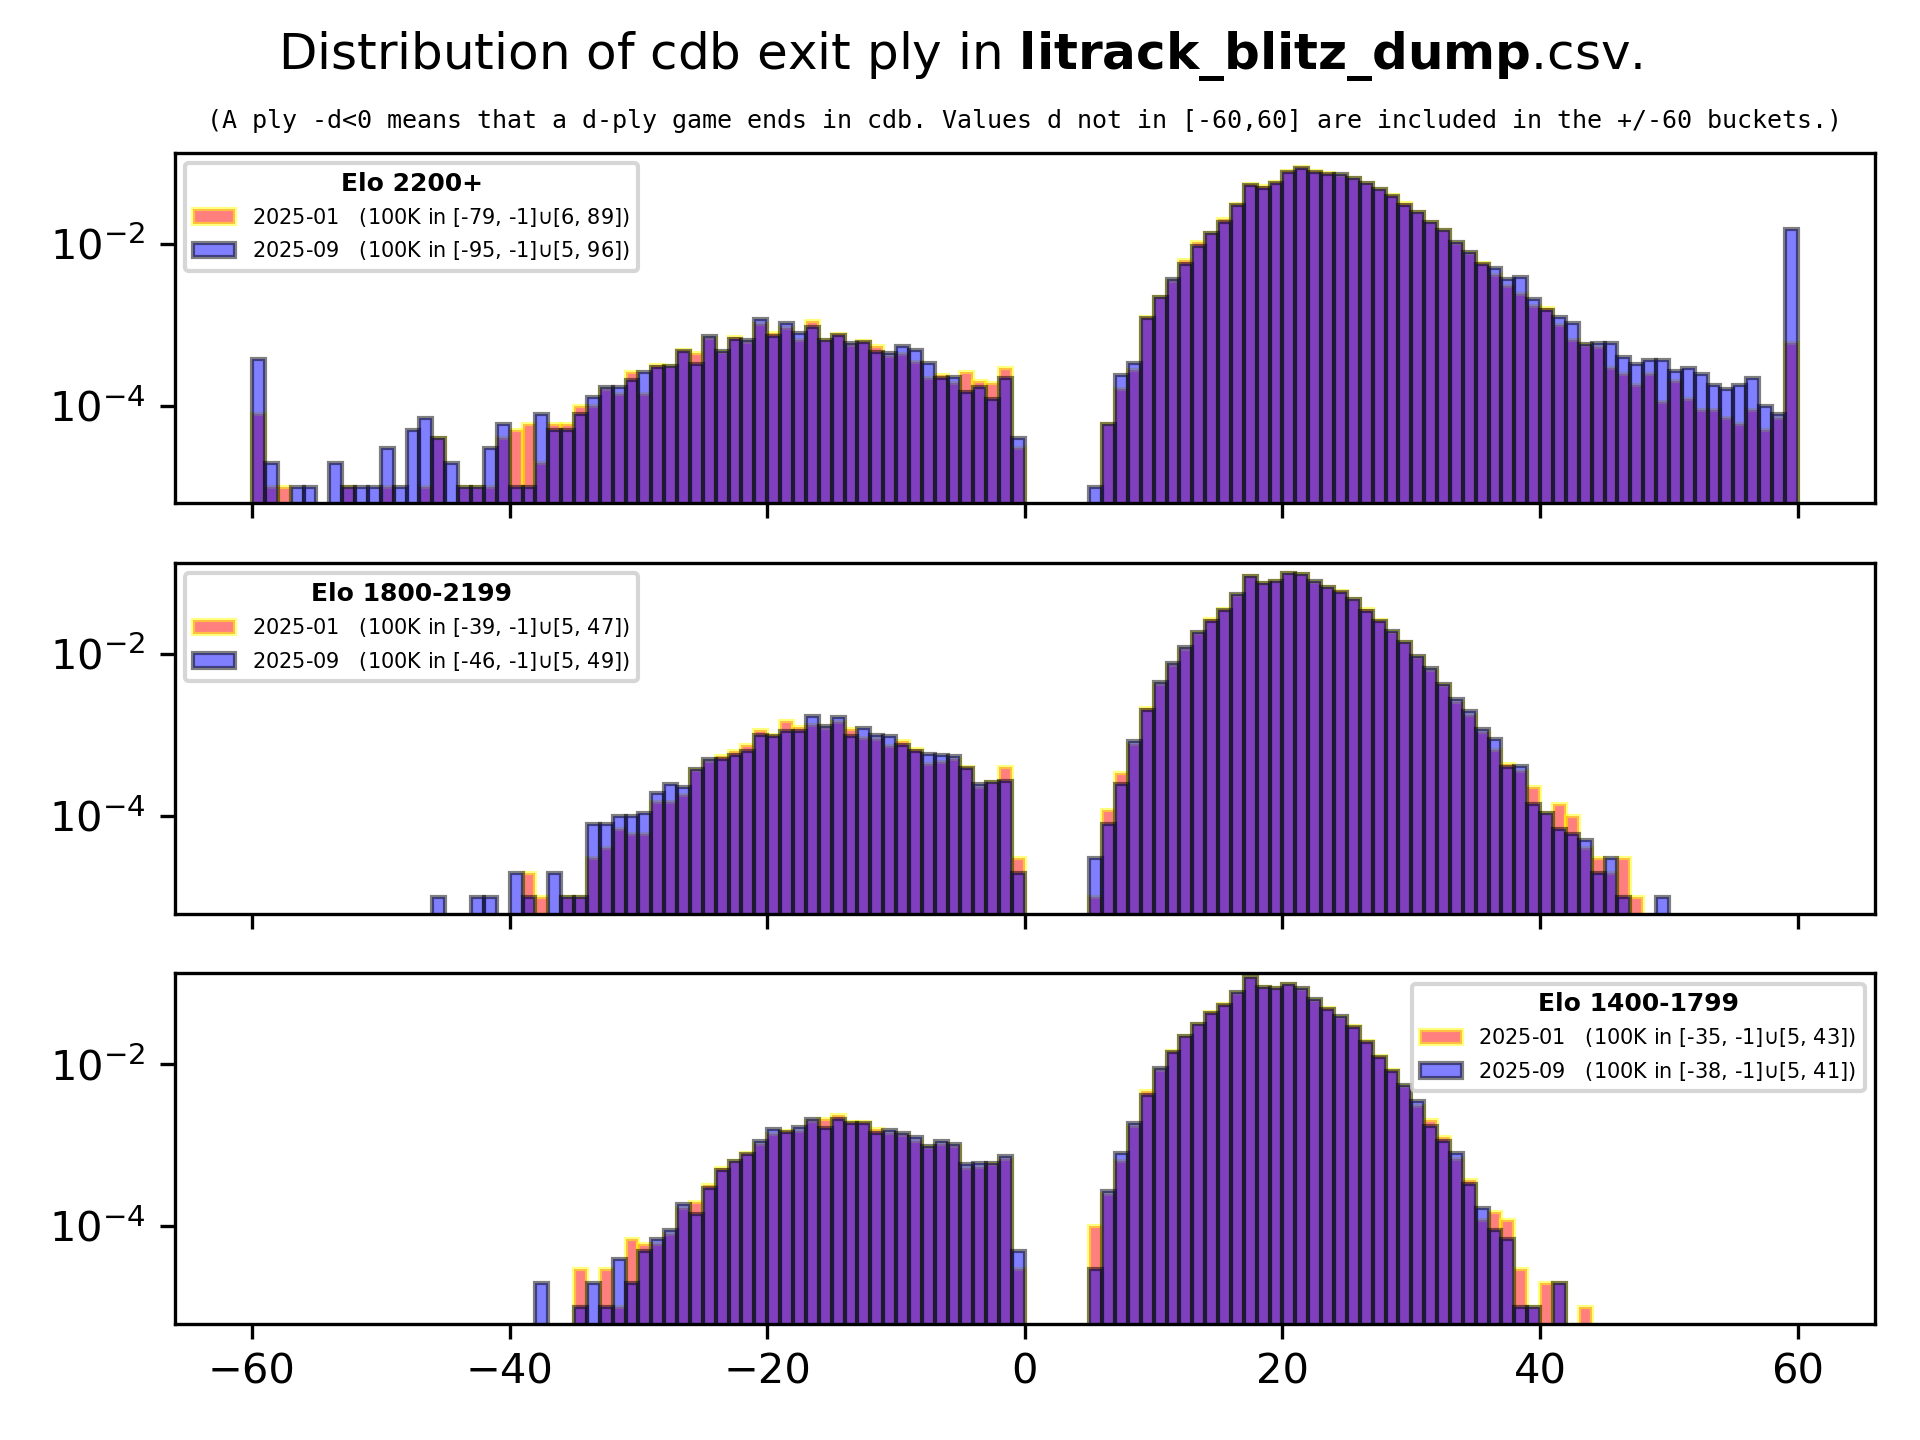 Distribution of cdb exit ply in litrack_blitz_dump.csv.
(A ply -d<0 means that a d-ply game ends in cdb. Values d not in [-60,60] are included in the +/-60 buckets.)
Elo 2200+
2025-01 (100K in [-79, -1]∪[6, 89])
2025-09 (100K in [-95, -1]∪[5, 96])
10⁻²
10⁻⁴
Elo 1800-2199
2025-01 (100K in [-39, -1]∪[5, 47])
2025-09 (100K in [-46, -1]∪[5, 49])
10⁻²
10⁻⁴
Elo 1400-1799
2025-01 (100K in [-35, -1]∪[5, 43])
2025-09 (100K in [-38, -1]∪[5, 41])
10⁻²
10⁻⁴
−60 −40 −20 0 20 40 60